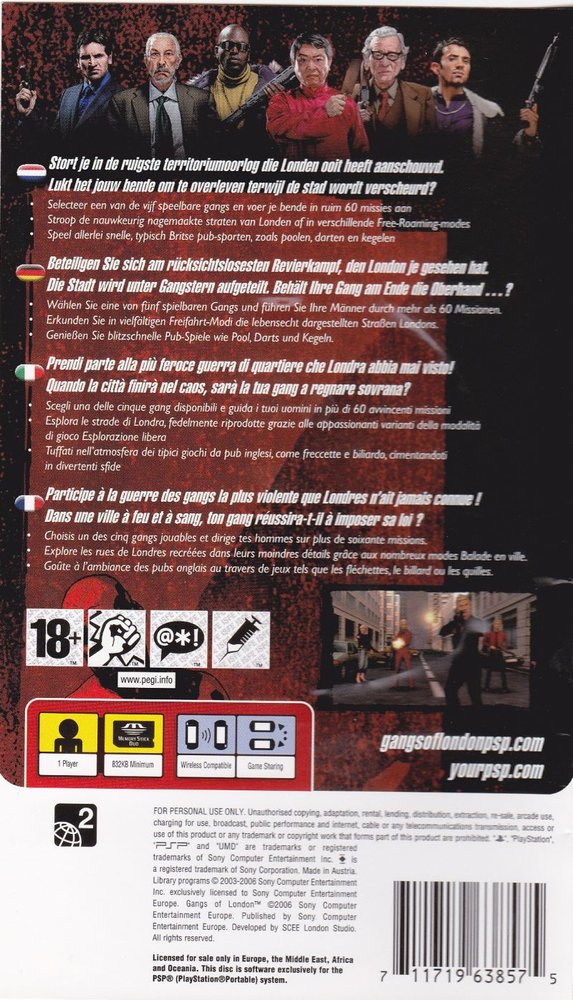 Stort je in de ruigste territoriumoorlog die Londen ooit heeft aanschouwd.
Lukt het jouw bende om te overleven terwijl de stad wordt verscheurd?
• Selecteer een van de vijf speelbare gangs en voer je bende in ruim 60 missies aan
• Stroop de nauwkeurig nagemaakte straten van Londen af in verschillende Free-Roaming-modes
• Speel allerlei snelle, typisch Britse pub-sporten, zoals poolen, darten en kegelen
Beteiligen Sie sich am rücksichtslosesten Revierkampf, den London je gesehen hat.
Die Stadt wird unter Gangstern aufgeteilt. Behält Ihre Gang am Ende die Oberhand ...?
• Wählen Sie eine von fünf spielbaren Gangs und führen Sie Ihre Männer durch mehr als 60 Missionen.
• Erkunden Sie in vielfältigen Freifahrt-Modi die lebensecht dargestellten Straßen Londons.
• Genießen Sie blitzschnelle Pub-Spiele wie Pool, Darts und Kegeln.
Prendi parte alla più feroce guerra di quartiere che Londra abbia mai visto!
Quando la città finirà nel caos, sarà la tua gang a regnare sovrana?
• Scegli una delle cinque gang disponibili e guida i tuoi uomini in più di 60 avvincenti missioni
• Esplora le strade di Londra, fedelmente riprodotte grazie alle appassionanti varianti della modalità
di gioco Esplorazione libera
• Tuffati nell'atmosfera dei tipici giochi da pub inglesi, come freccette e biliardo, cimentandoti
in divertenti sfide
Participe à la guerre des gangs la plus violente que Londres n'ait jamais connue !
Dans une ville à feu et à sang, ton gang réussira-t-il à imposer sa loi ?
• Choisis un des cinq gangs jouables et dirige tes hommes sur plus de soixante missions.
• Explore les rues de Londres recréées dans leurs moindres détails grâce aux nombreux modes Balade en ville.
• Goûte à l'ambiance des pubs anglais au travers de jeux tels que les fléchettes, le billard ou les quilles.
18+
@*!
www.pegi.info
MEMORY STICK
DUO
1 Player
832KB Minimum
Wireless Compatible
Game Sharing
gangsoflondonpsp.com
yourpsp.com
2
FOR PERSONAL USE ONLY. Unauthorised copying, adaptation, rental, lending, distribution, extraction, re-sale, arcade use,
charging for use, broadcast, public performance and internet, cable or any telecommunications transmission, access or
use of this product or any trademark or copyright work that forms part of this product are prohibited. "", "PlayStation",
"PSP" and "UMD" are trademarks or registered
trademarks of Sony Computer Entertainment Inc. is
a registered trademark of Sony Corporation. Made in Austria.
Library programs © 2003-2006 Sony Computer Entertainment
Inc. exclusively licensed to Sony Computer Entertainment
Europe. Gangs of London™ ©2006 Sony Computer
Entertainment Europe. Published by Sony Computer
Entertainment Europe. Developed by SCEE London Studio.
All rights reserved.
Licensed for sale only in Europe, the Middle East, Africa
and Oceania. This disc is software exclusively for the
PSP® (PlayStation®Portable) system.
7 11719 63857 5